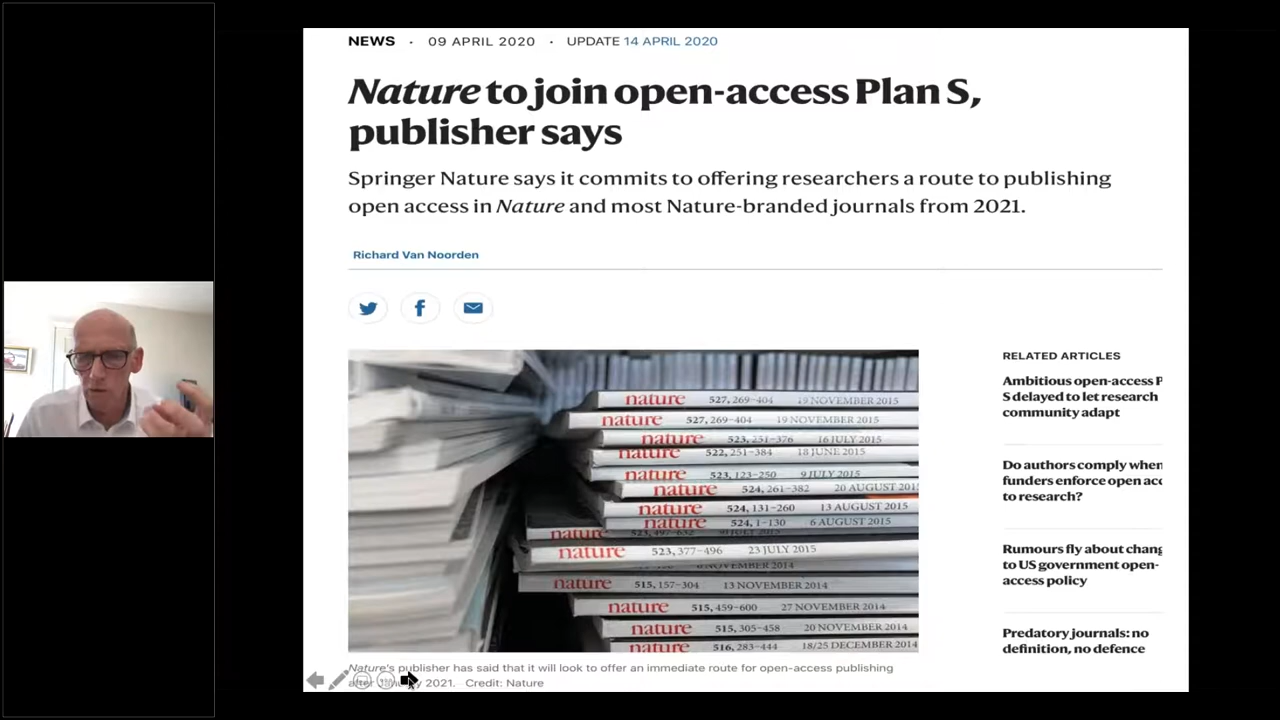 NEWS · 09 APRIL 2020 · UPDATE 14 APRIL 2020
Nature to join open-access Plan S,
publisher says
Springer Nature says it commits to offering researchers a route to publishing
open access in Nature and most Nature-branded journals from 2021.
Richard Van Noorden
nature 527, 269–404 19 NOVEMBER 2015
nature 527, 269–404 19 NOVEMBER 2015
nature 523, 251–376 16 JULY 2015
nature 522, 251–384 18 JUNE 2015
nature 523, 123–250 9 JULY 2015
nature 524, 261–382 20 AUGUST 2015
nature 524, 131–260 13 AUGUST 2015
nature 524, 1–130 6 AUGUST 2015
nature
nature 523, 377–496 23 JULY 2015
NOVEMBER 2014
nature 515, 157–304 13 NOVEMBER 2014
nature 515, 459–600 27 NOVEMBER 2014
nature 515, 305–458 20 NOVEMBER 2014
nature 516, 283–444 18/25 DECEMBER 2014
Nature's publisher has said that it will look to offer an immediate route for open-access publishing
after 2021. Credit: Nature
RELATED ARTICLES
Ambitious open-access P
S delayed to let research
community adapt
Do authors comply when
funders enforce open acc
to research?
Rumours fly about chang
to US government open-
access policy
Predatory journals: no
definition, no defence